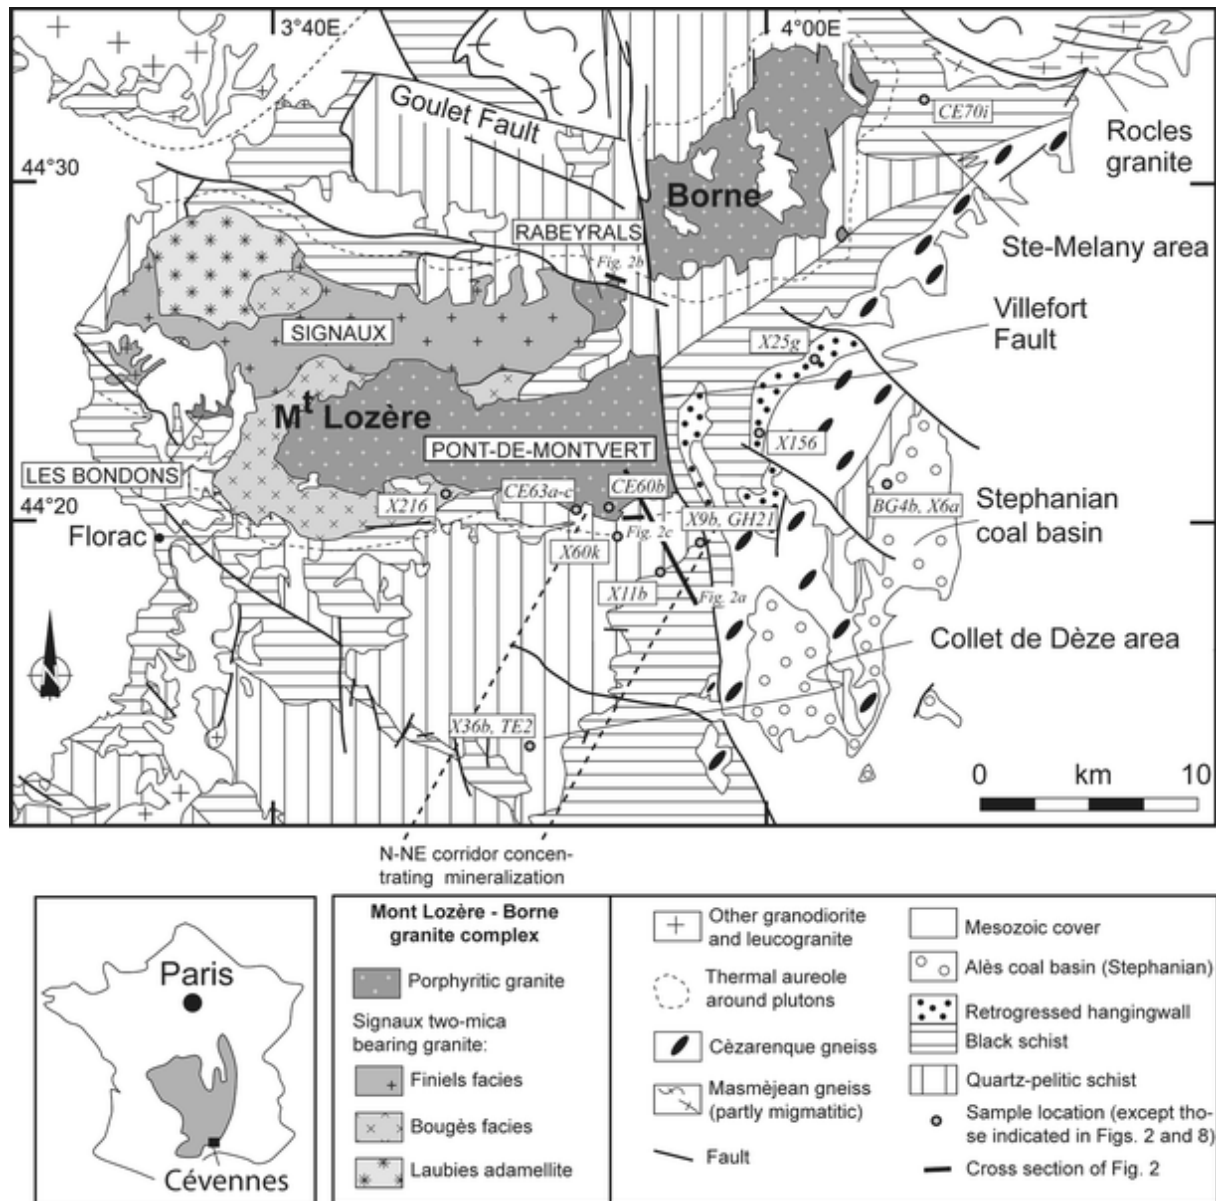 3°40E
4°00E
Goulet Fault
CE70i
44°30
Rocles
granite
Borne
RABEYRALS
Ste-Melany area
Fig. 2b
SIGNAUX
Villefort
Fault
X25g
Mt Lozère
X156
PONT-DE-MONTVERT
LES BONDONS
X216
CE63a-c
CE60b
BG4b, X6a
Stephanian
coal basin
44°20
X9b, GH21
Florac
Fig. 2c
X60k
X11b
Fig. 2a
Collet de Dèze area
N
X36b, TE2
0 km 10
N-NE corridor concen-
trating mineralization
Paris
Cévennes
Mont Lozère - Borne
granite complex
Porphyritic granite
Signaux two-mica
bearing granite:
Finiels facies
Bougès facies
Laubies adamellite
Other granodiorite
and leucogranite
Thermal aureole
around plutons
Cèzarenque gneiss
Masmèjean gneiss
(partly migmatitic)
Fault
Mesozoic cover
Alès coal basin (Stephanian)
Retrogressed hangingwall
Black schist
Quartz-pelitic schist
Sample location (except tho-
se indicated in Figs. 2 and 8)
Cross section of Fig. 2